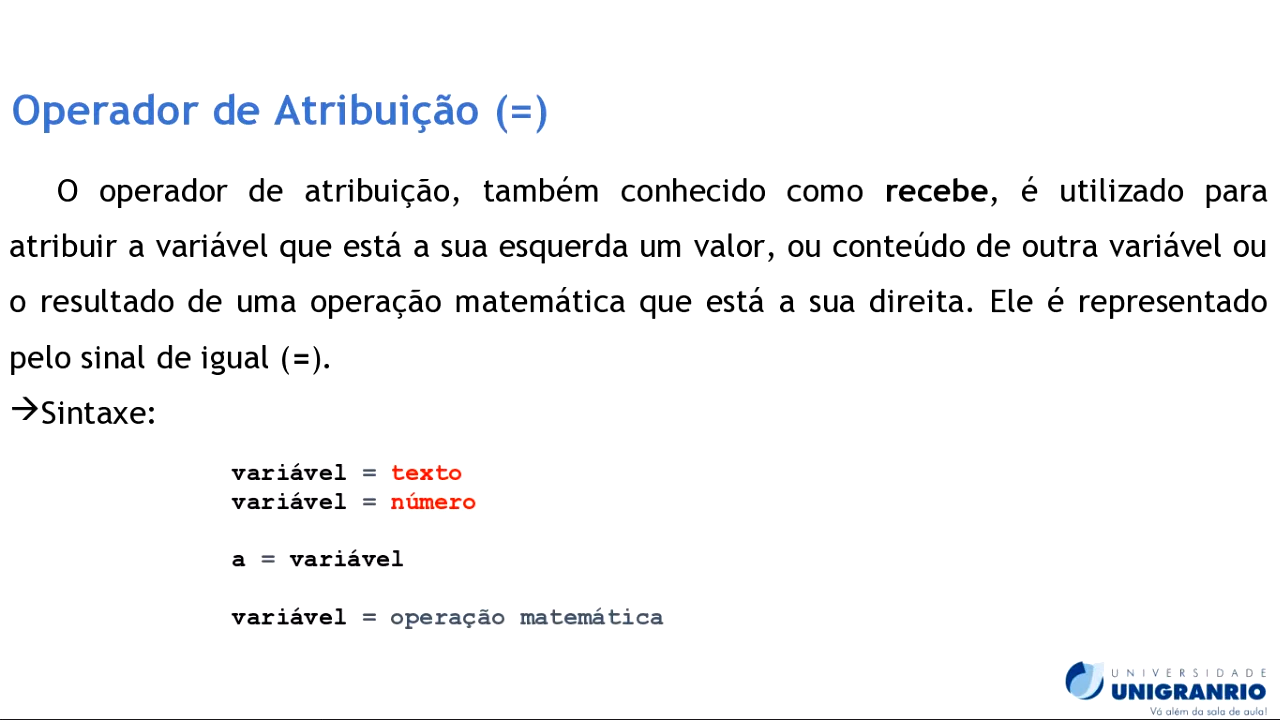 Operador de Atribuição (=)
O operador de atribuição, também conhecido como recebe, é utilizado para
atribuir a variável que está a sua esquerda um valor, ou conteúdo de outra variável ou
o resultado de uma operação matemática que está a sua direita. Ele é representado
pelo sinal de igual (=).
→Sintaxe:
variável = texto
variável = número
a = variável
variável = operação matemática
UNIVERSIDADE
UNIGRANRIO
Vá além da sala de aula!